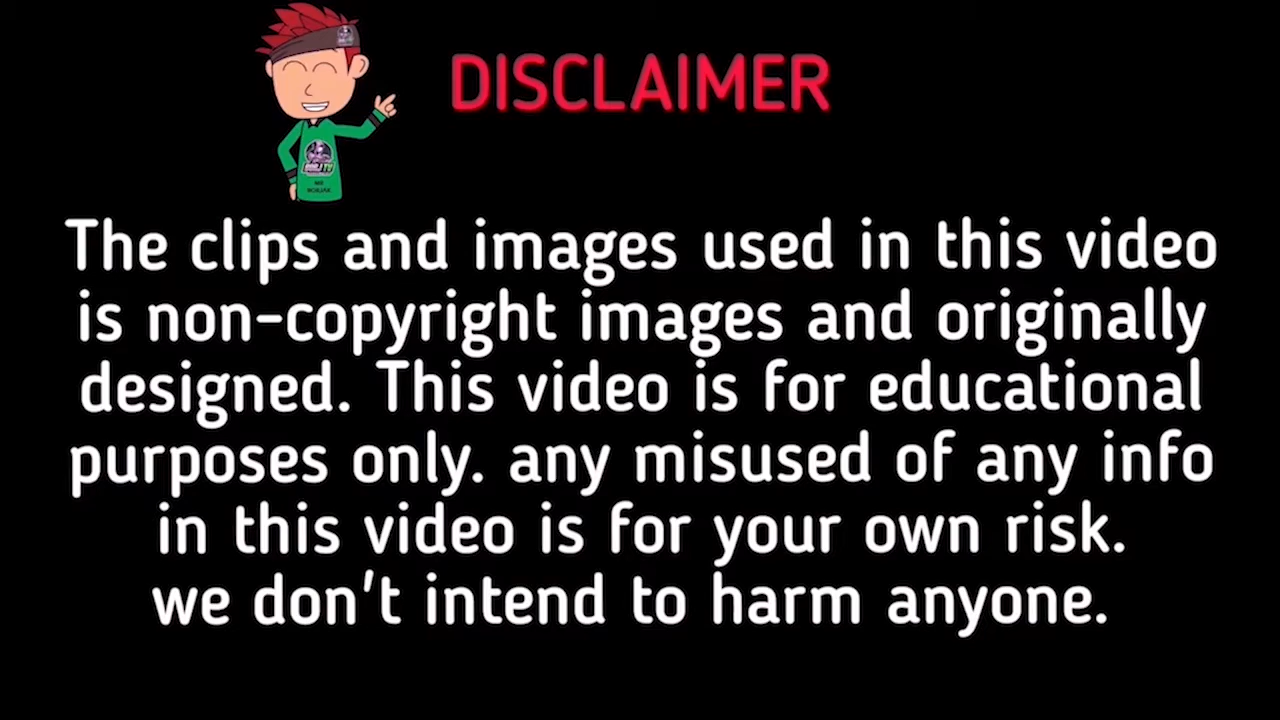 DISCLAIMER
The clips and images used in this video
is non-copyright images and originally
designed. This video is for educational
purposes only. any misused of any info
in this video is for your own risk.
we don't intend to harm anyone.